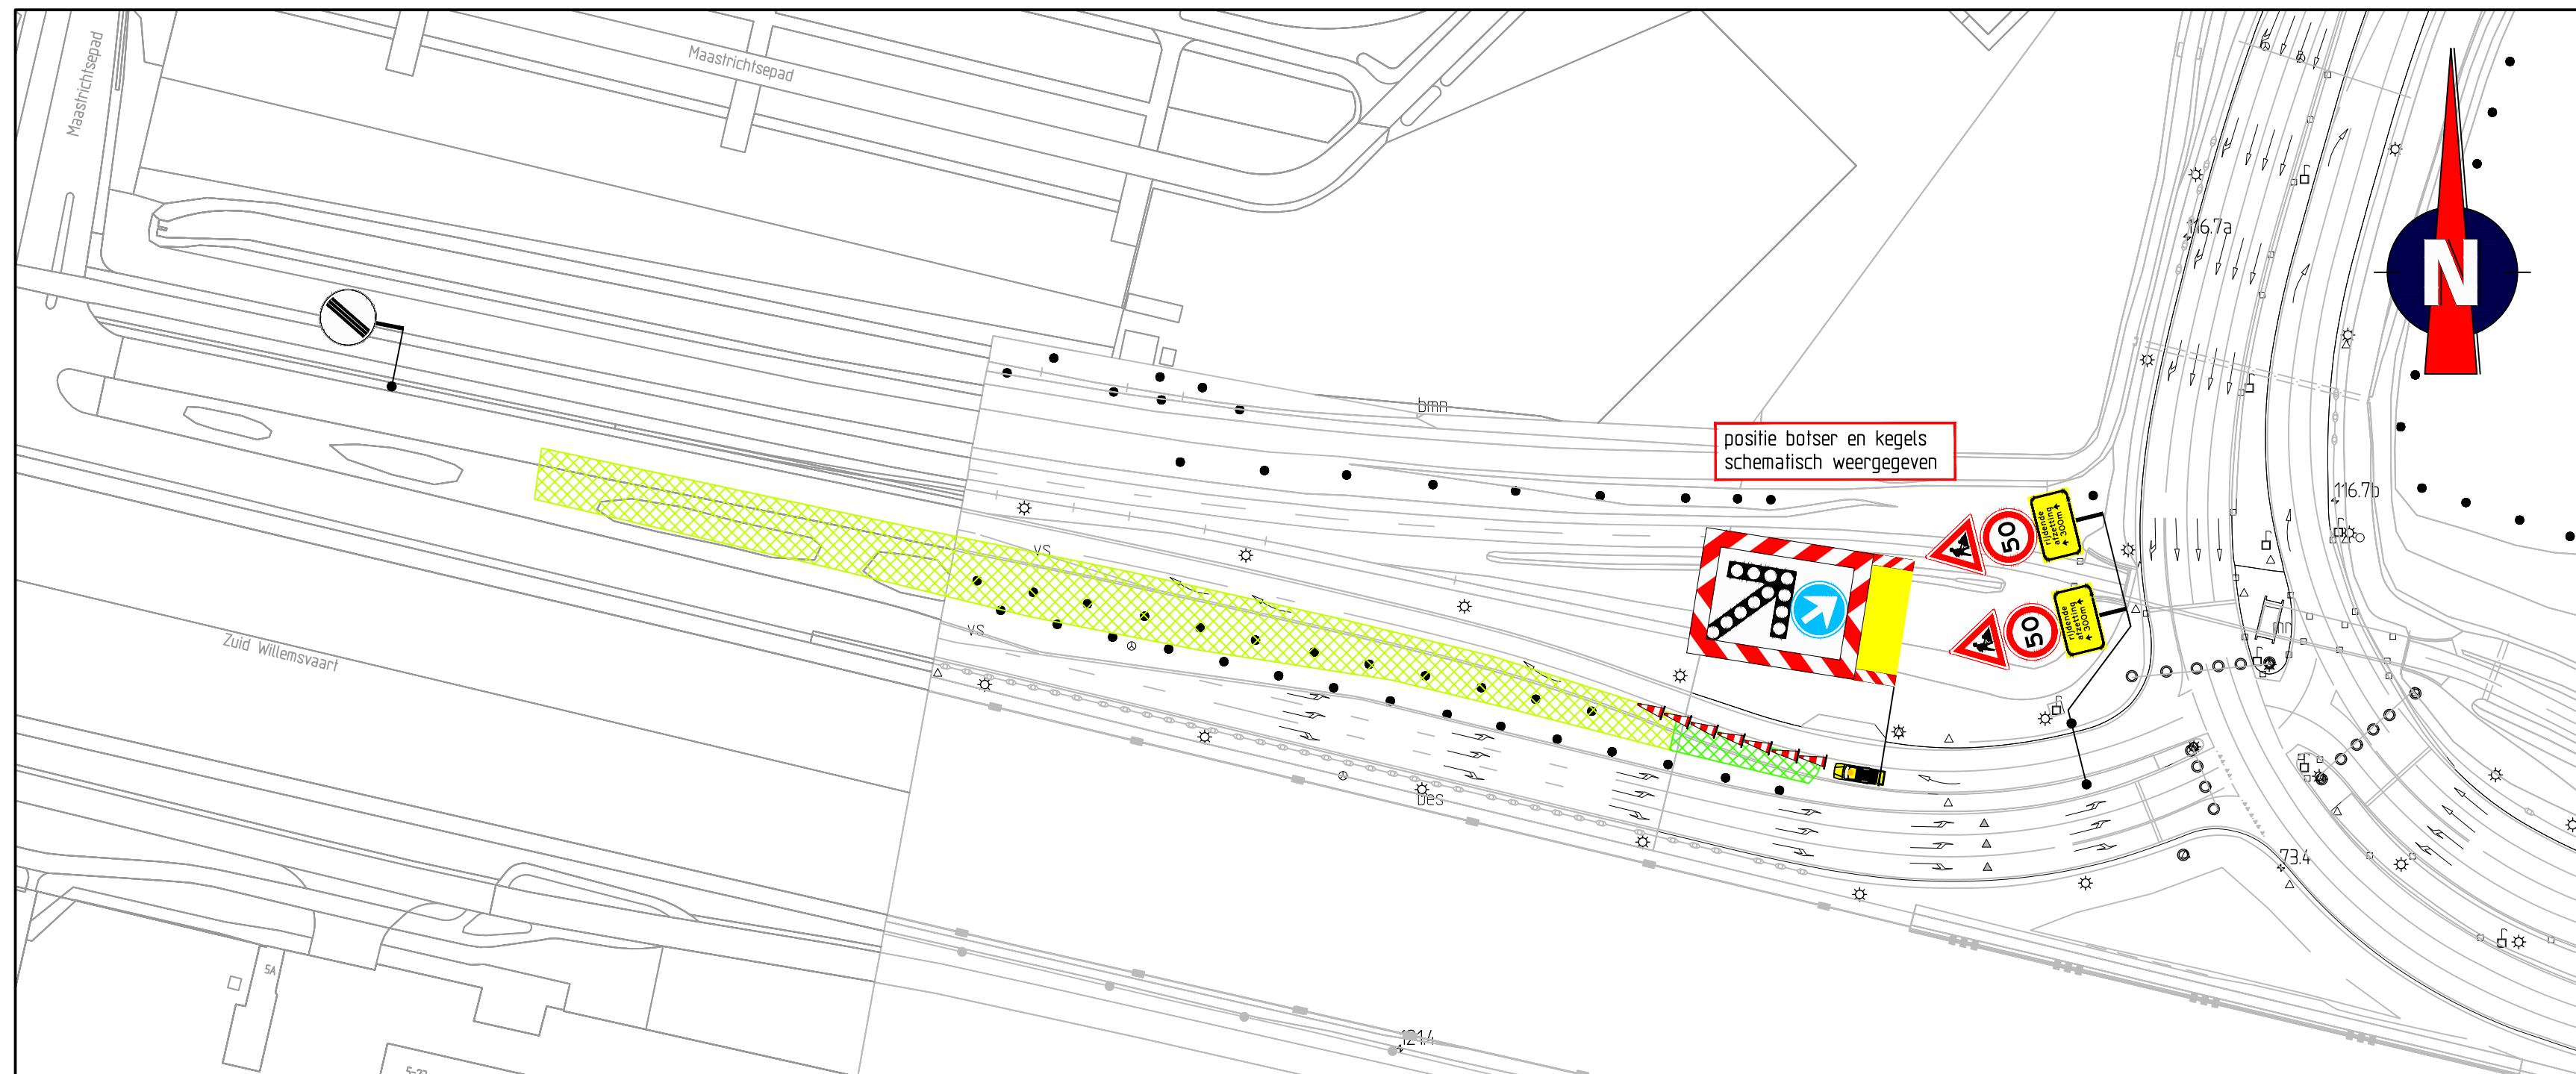 Maastrichtsepad
Maastrichtsepad
116.7a
N
bmn
positie botser en kegels
schematisch weergegeven
116.7b
50
rijdende
afzetting
300m
vs
50
rijdende
afzetting
300m
mr
vs
Zuid Willemsvaart
bes
73.4
5A
121.4